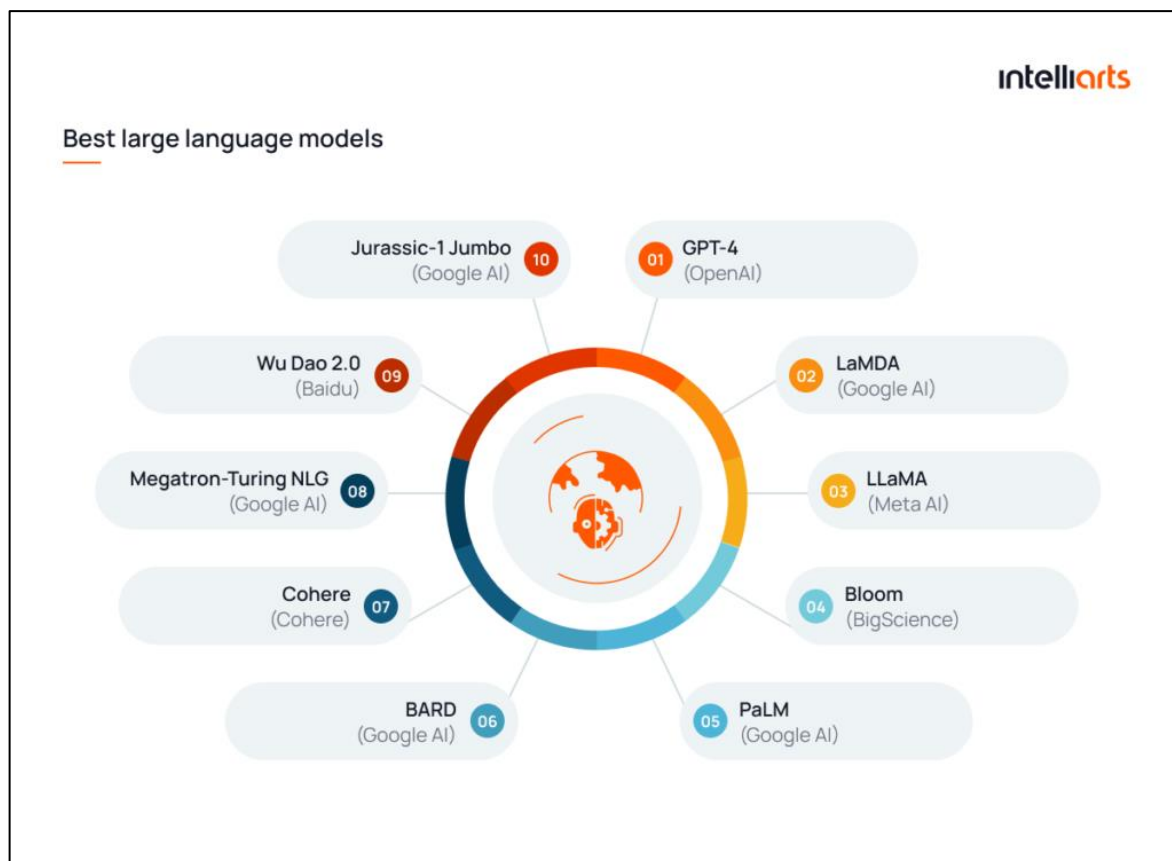 intelliarts
Best large language models
Jurassic-1 Jumbo
(Google AI)
10
01
GPT-4
(OpenAI)
Wu Dao 2.0
(Baidu)
09
02
LaMDA
(Google AI)
Megatron-Turing NLG
(Google AI)
08
03
LLaMA
(Meta AI)
Cohere
(Cohere)
07
04
Bloom
(BigScience)
BARD
(Google AI)
06
05
PaLM
(Google AI)